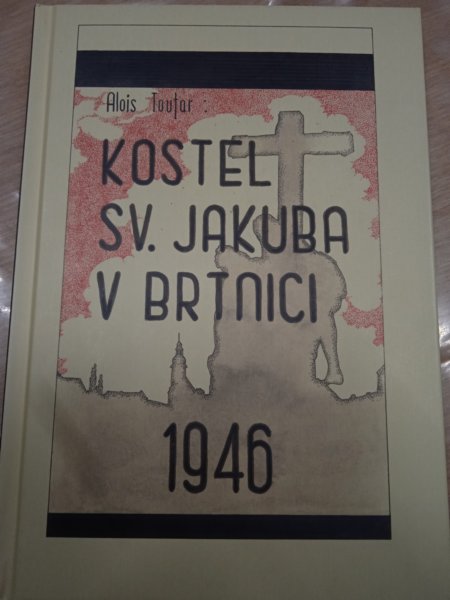 Alois Toufar :
KOSTEL
SV. JAKUBA
V BRTNICI
1946